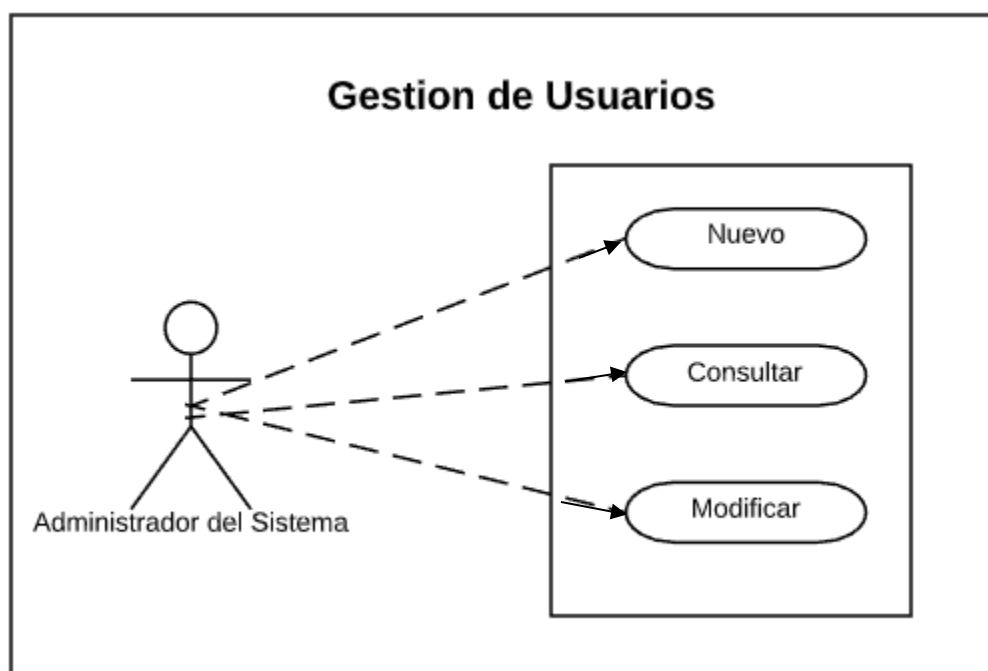 Gestion de Usuarios
Nuevo
Consultar
Modificar
Administrador del Sistema